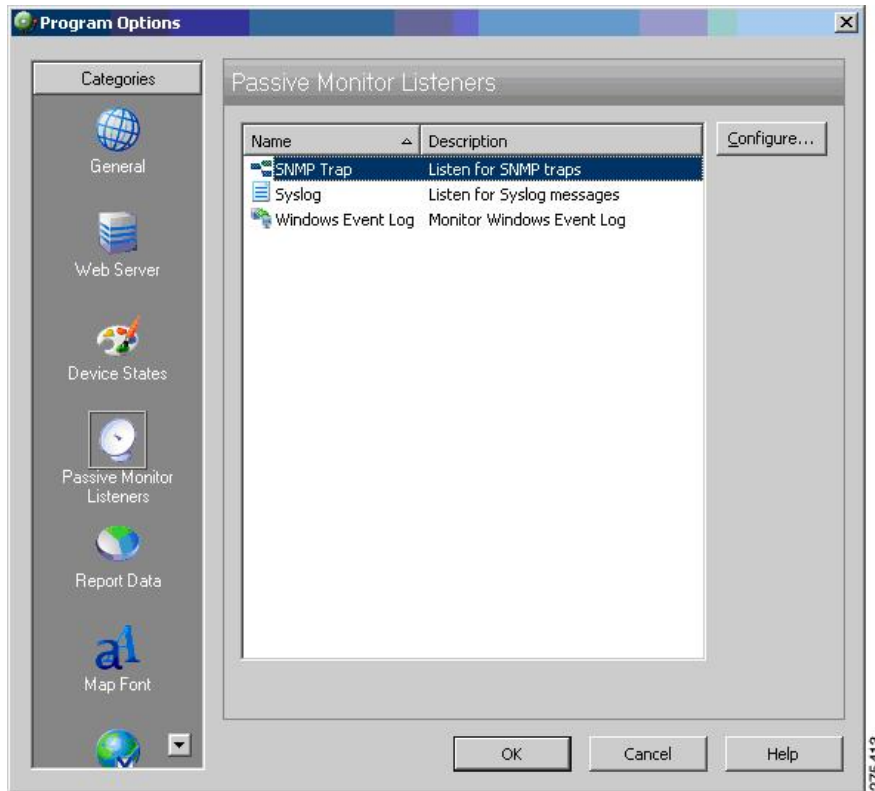 Program Options
Categories
General
Web Server
Device States
Passive Monitor
Listeners
Report Data
Map Font
Passive Monitor Listeners
Name Description
SNMP Trap Listen for SNMP traps
Syslog Listen for Syslog messages
Windows Event Log Monitor Windows Event Log
Configure...
OK Cancel Help